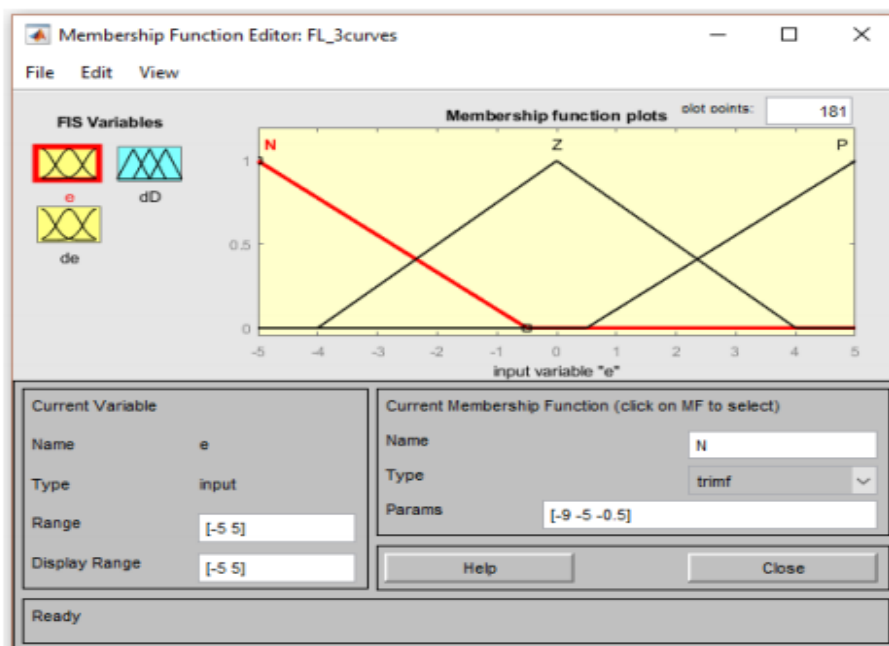 Membership Function Editor: FL_3curves
File Edit View
FIS Variables
e
dD
de
Membership function plots
plot points:
181
N
Z
P
1
0.5
0
-5 -4 -3 -2 -1 0 1 2 3 4 5
input variable "e"
Current Variable
Name e
Type input
Range [-5 5]
Display Range [-5 5]
Current Membership Function (click on MF to select)
Name N
Type trimf
Params [-9 -5 -0.5]
Help Close
Ready